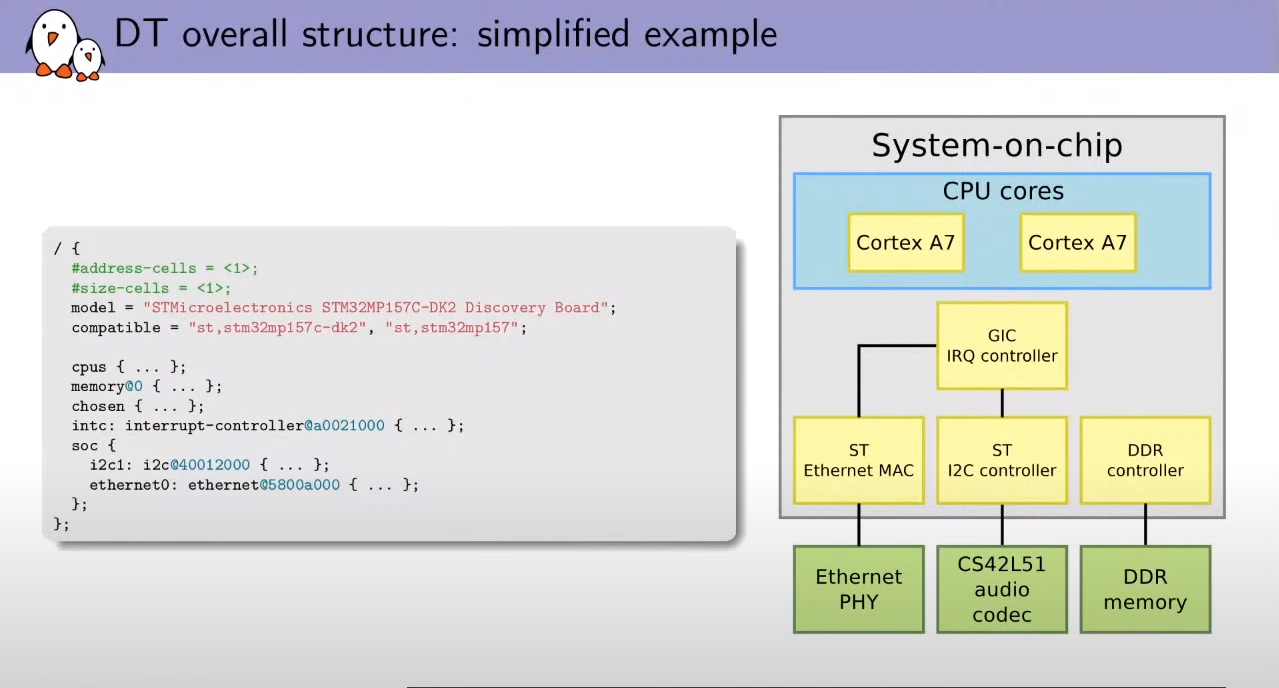 DT overall structure: simplified example
/ {
#address-cells = <1>;
#size-cells = <1>;
model = "STMicroelectronics STM32MP157C-DK2 Discovery Board";
compatible = "st,stm32mp157c-dk2", "st,stm32mp157";
cpus { ... };
memory@0 { ... };
chosen { ... };
intc: interrupt-controller@a0021000 { ... };
soc {
i2c1: i2c@40012000 { ... };
ethernet0: ethernet@5800a000 { ... };
};
};
System-on-chip
CPU cores
Cortex A7
Cortex A7
GIC
IRQ controller
ST
Ethernet MAC
ST
I2C controller
DDR
controller
Ethernet
PHY
CS42L51
audio
codec
DDR
memory